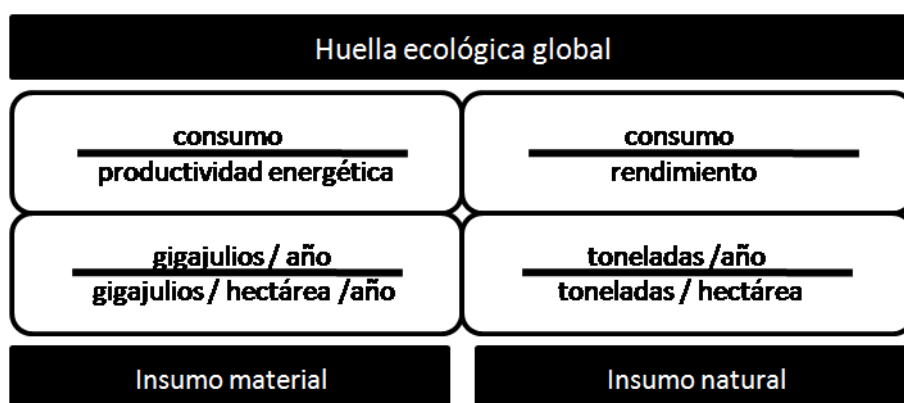 Huella ecológica global
consumo
productividad energética
consumo
rendimiento
gigajulios / año
gigajulios / hectárea /año
toneladas /año
toneladas / hectárea
Insumo material
Insumo natural